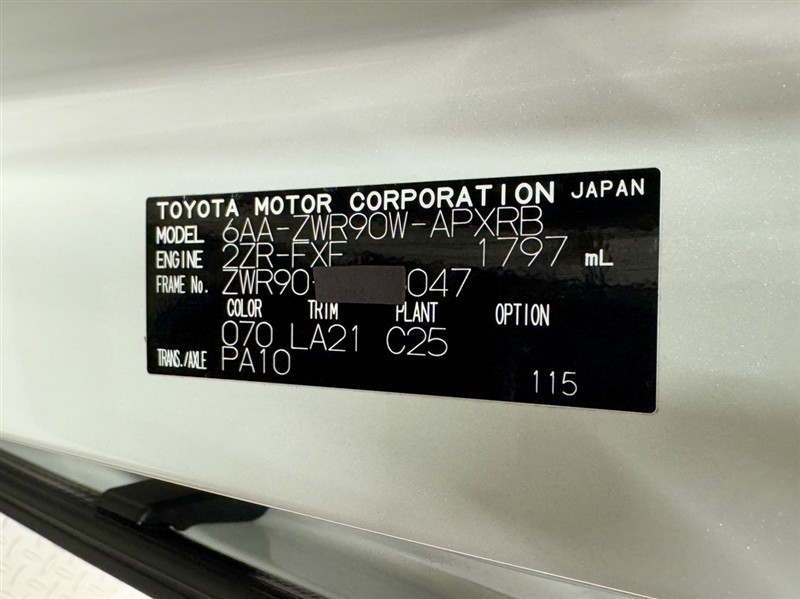 TOYOTA MOTOR CORPORATION JAPAN
MODEL 6AA-ZWR90W-APXRB
ENGINE 2ZR-FXE 1797 mL
FRAME No. ZWR90- 047
COLOR TRIM PLANT OPTION
070 LA21 C25
TRANS./AXLE PA10
115